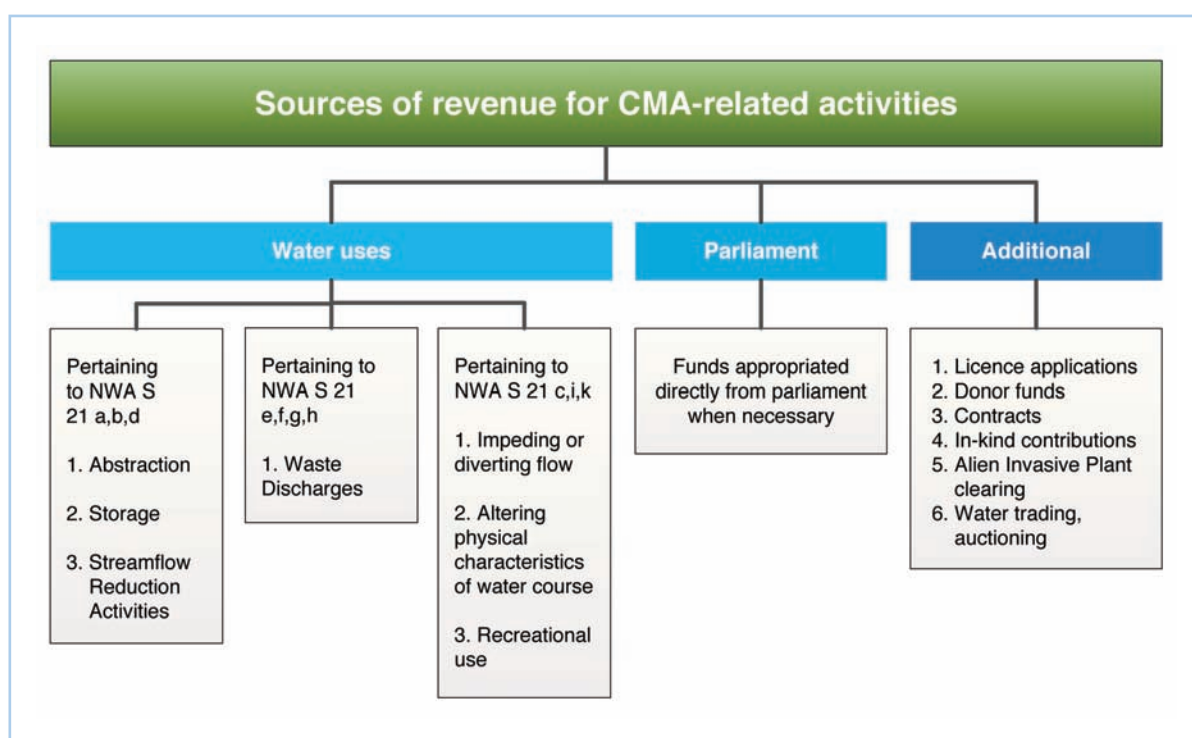 Sources of revenue for CMA-related activities
Water uses
Parliament
Additional
Pertaining
to NWA S
21 a,b,d
1. Abstraction
2. Storage
3. Streamflow
Reduction
Activities
Pertaining to
NWA S 21
e,f,g,h
1. Waste
Discharges
Pertaining to
NWA S 21 c,i,k
1. Impeding or
diverting flow
2. Altering
physical
characteristics
of water course
3. Recreational
use
Funds appropriated
directly from parliament
when necessary
1. Licence applications
2. Donor funds
3. Contracts
4. In-kind contributions
5. Alien Invasive Plant
clearing
6. Water trading,
auctioning